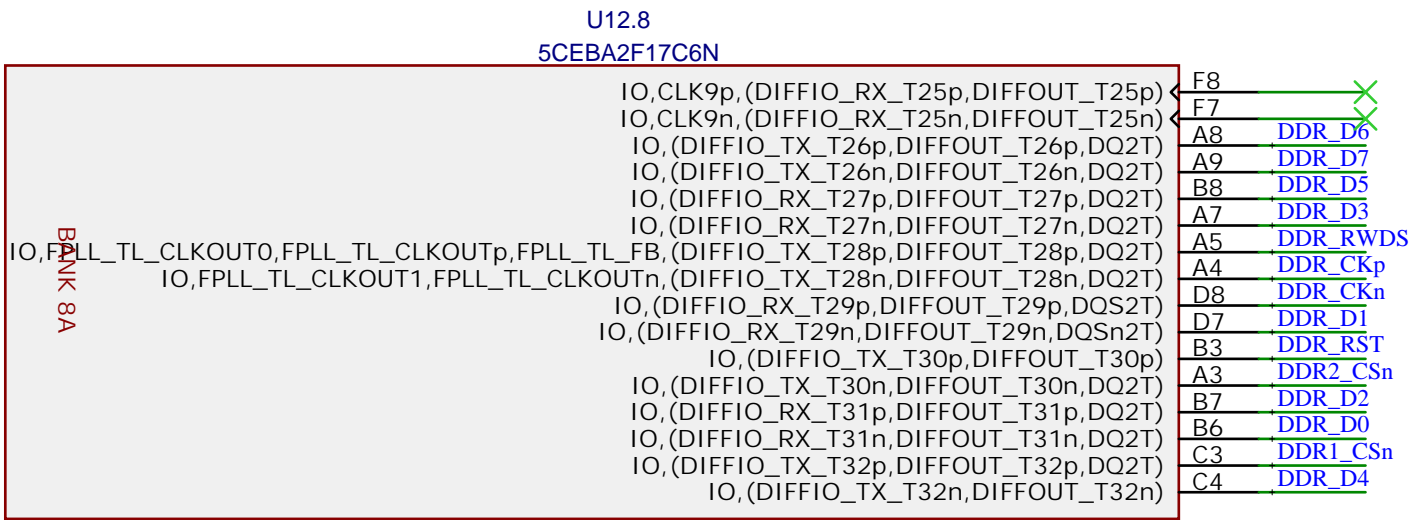 U12.8
5CEBA2F17C6N
IO,CLK9p,(DIFFIO_RX_T25p,DIFFOUT_T25p) F8
IO,CLK9n,(DIFFIO_RX_T25n,DIFFOUT_T25n) F7
IO,(DIFFIO_TX_T26p,DIFFOUT_T26p,DQ2T) A8 DDR_D6
IO,(DIFFIO_TX_T26n,DIFFOUT_T26n,DQ2T) A9 DDR_D7
IO,(DIFFIO_RX_T27p,DIFFOUT_T27p,DQ2T) B8 DDR_D5
IO,(DIFFIO_RX_T27n,DIFFOUT_T27n,DQ2T) A7 DDR_D3
IO,FPLL_TL_CLKOUT0,FPLL_TL_CLKOUTp,FPLL_TL_FB,(DIFFIO_TX_T28p,DIFFOUT_T28p,DQ2T) A5 DDR_RWDS
IO,FPLL_TL_CLKOUT1,FPLL_TL_CLKOUTn,(DIFFIO_TX_T28n,DIFFOUT_T28n,DQ2T) A4 DDR_CKp
IO,(DIFFIO_RX_T29p,DIFFOUT_T29p,DQS2T) D8 DDR_CKn
IO,(DIFFIO_RX_T29n,DIFFOUT_T29n,DQSn2T) D7 DDR_D1
IO,(DIFFIO_TX_T30p,DIFFOUT_T30p) B3 DDR_RST
IO,(DIFFIO_TX_T30n,DIFFOUT_T30n,DQ2T) A3 DDR2_CSn
IO,(DIFFIO_RX_T31p,DIFFOUT_T31p,DQ2T) B7 DDR_D2
IO,(DIFFIO_RX_T31n,DIFFOUT_T31n,DQ2T) B6 DDR_D0
IO,(DIFFIO_TX_T32p,DIFFOUT_T32p,DQ2T) C3 DDR1_CSn
IO,(DIFFIO_TX_T32n,DIFFOUT_T32n) C4 DDR_D4
BANK 8A